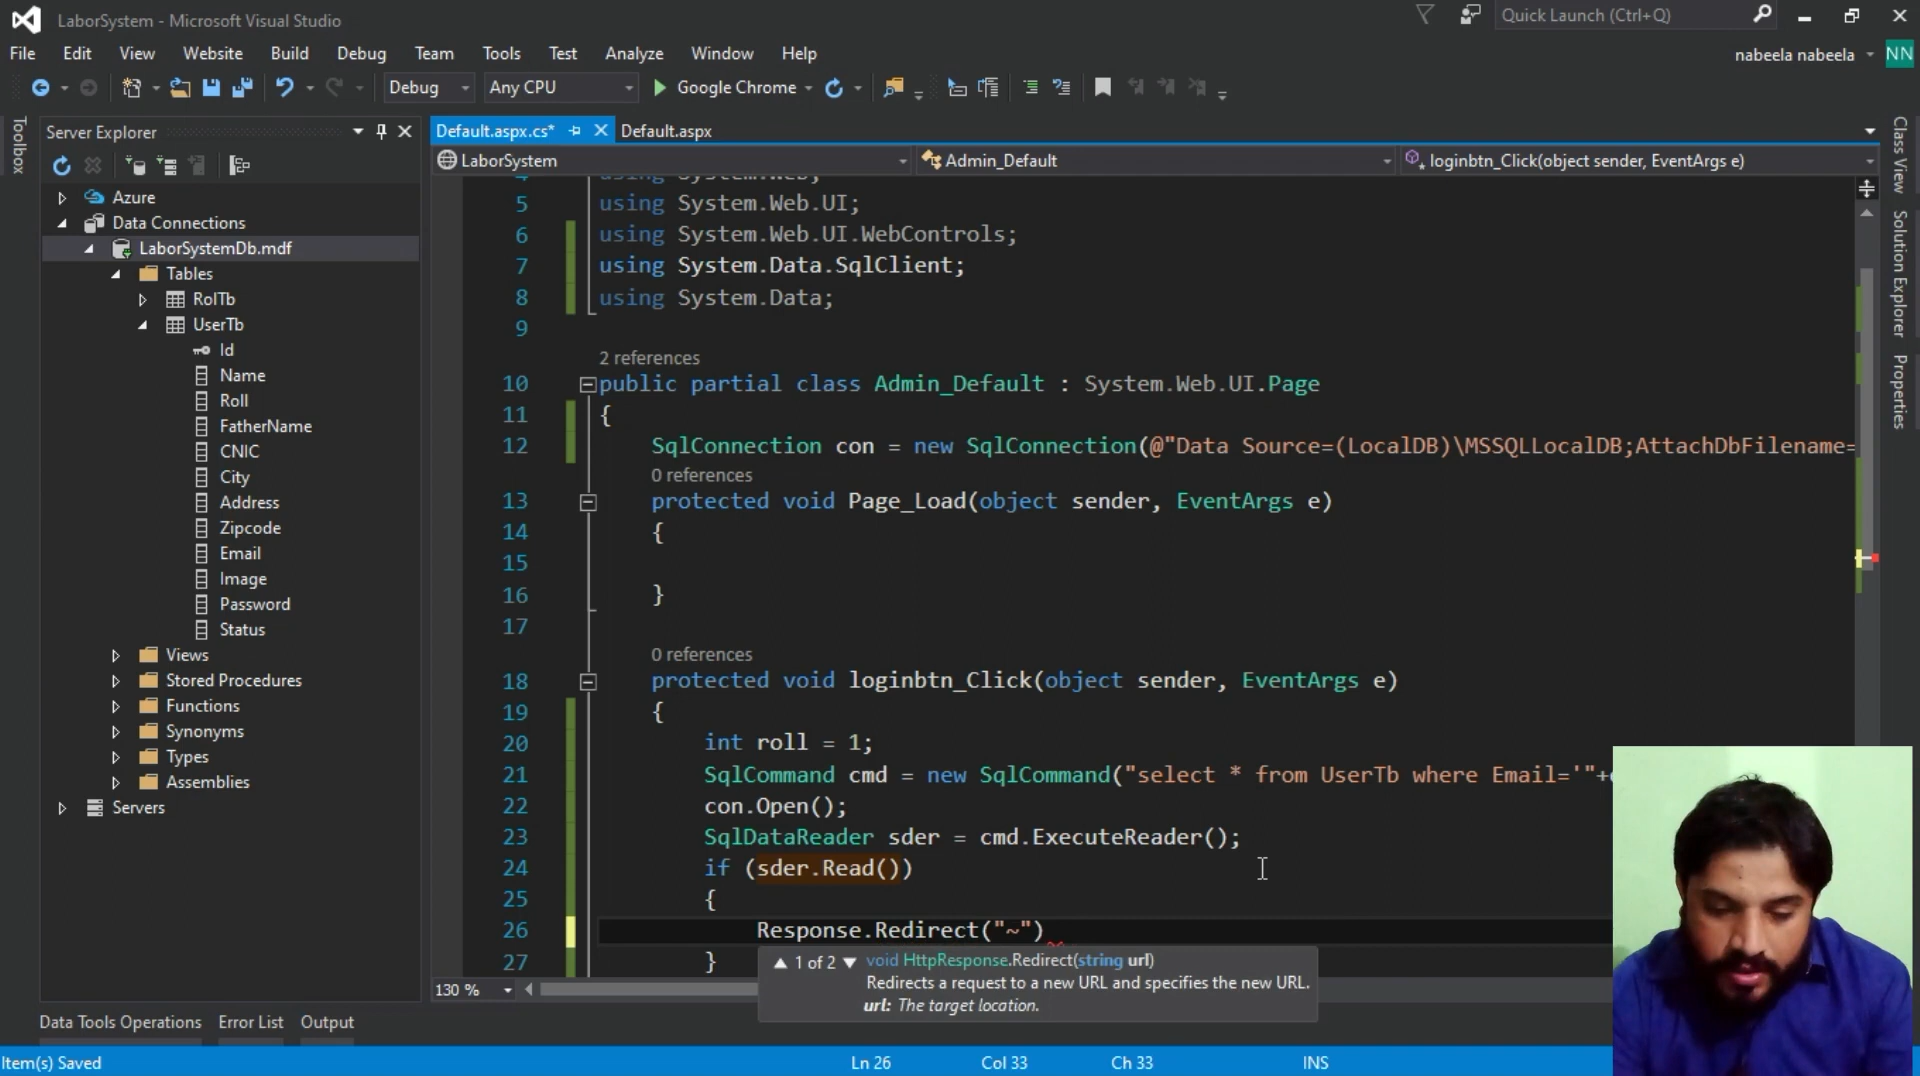 LaborSystem - Microsoft Visual Studio
Quick Launch (Ctrl+Q)
File Edit View Website Build Debug Team Tools Test Analyze Window Help
nabeela nabeela NN
Debug Any CPU Google Chrome
Toolbox
Server Explorer
Azure
Data Connections
LaborSystemDb.mdf
Tables
RolTb
UserTb
Id
Name
Roll
FatherName
CNIC
City
Address
Zipcode
Email
Image
Password
Status
Views
Stored Procedures
Functions
Synonyms
Types
Assemblies
Servers
Default.aspx.cs* Default.aspx
LaborSystem Admin_Default loginbtn_Click(object sender, EventArgs e)
4 using System.Web;
5 using System.Web.UI;
6 using System.Web.UI.WebControls;
7 using System.Data.SqlClient;
8 using System.Data;
9
2 references
10 public partial class Admin_Default : System.Web.UI.Page
11 {
12 SqlConnection con = new SqlConnection(@"Data Source=(LocalDB)\MSSQLLocalDB;AttachDbFilename=
0 references
13 protected void Page_Load(object sender, EventArgs e)
14 {
15
16 }
17
0 references
18 protected void loginbtn_Click(object sender, EventArgs e)
19 {
20 int roll = 1;
21 SqlCommand cmd = new SqlCommand("select * from UserTb where Email='"+
22 con.Open();
23 SqlDataReader sder = cmd.ExecuteReader();
24 if (sder.Read())
25 {
26 Response.Redirect("~")
27 }
1 of 2 void HttpResponse.Redirect(string url)
Redirects a request to a new URL and specifies the new URL.
url: The target location.
130 %
Class View
Solution Explorer
Properties
Data Tools Operations Error List Output
Item(s) Saved Ln 26 Col 33 Ch 33 INS